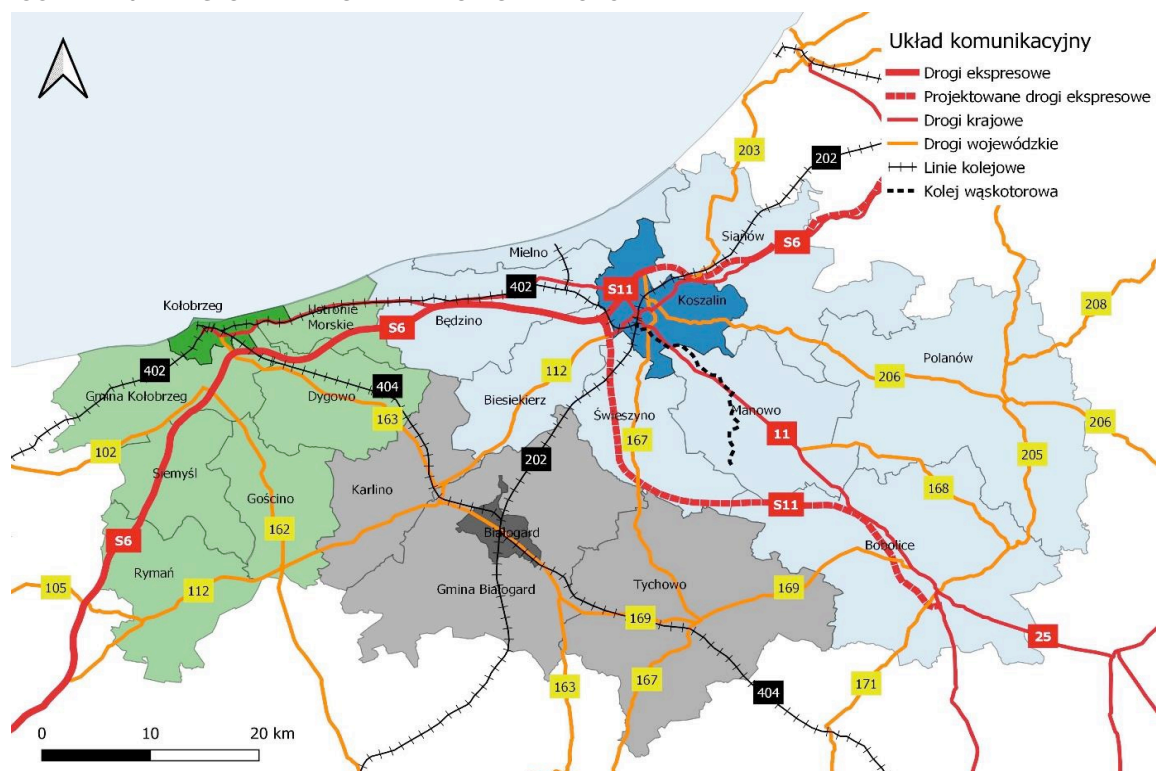 Układ komunikacyjny
Drogi ekspresowe
Projektowane drogi ekspresowe
Drogi krajowe
Drogi wojewódzkie
Linie kolejowe
Kolej wąskotorowa
203
202
Sianów
S6
Mielno
S11
402
Koszalin
Kołobrzeg
Ustronie
Morskie
S6
Będzino
208
Polanów
402
Gmina Kołobrzeg
404
Dygowo
112
Biesiekierz
206
163
Świeszyno
Manowo
206
102
167
11
205
202
Siemyśl
Gościno
Karlino
168
S11
162
S6
Białogard
Bobolice
Rymań
105
112
Gmina Białogard
Tychowo
169
169
25
163
167
404
171
0
10
20 km